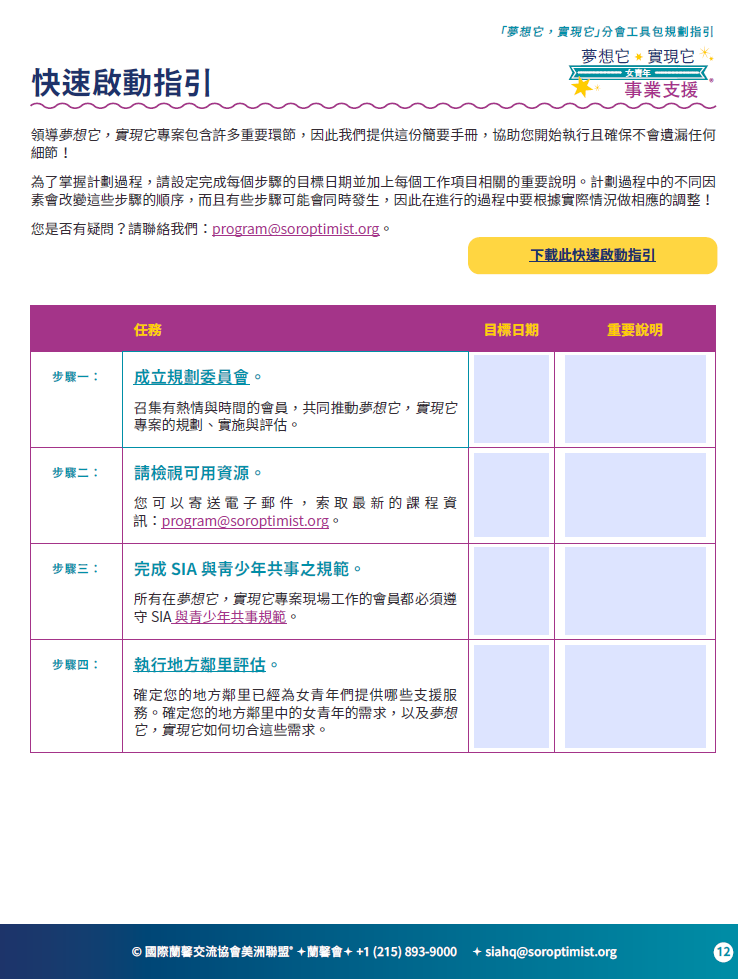 「夢想它，實現它」分會工具包規劃指引
夢想它 實現它
女青年
事業支援
快速啟動指引
領導夢想它，實現它專案包含許多重要環節，因此我們提供這份簡要手冊，協助您開始執行且確保不會遺漏任何
細節！
為了掌握計劃過程，請設定完成每個步驟的目標日期並加上每個工作項目相關的重要說明。計劃過程中的不同因
素會改變這些步驟的順序，而且有些步驟可能會同時發生，因此在進行的過程中要根據實際情況做相應的調整！
您是否有疑問？請聯絡我們：program@soroptimist.org。
下載此快速啟動指引
任務 目標日期 重要說明
步驟一： 成立規劃委員會。
召集有熱情與時間的會員，共同推動夢想它，實現它
專案的規劃、實施與評估。
步驟二： 請檢視可用資源。
您可以寄送電子郵件，索取最新的課程資
訊：program@soroptimist.org。
步驟三： 完成 SIA 與青少年共事之規範。
所有在夢想它，實現它專案現場工作的會員都必須遵
守 SIA 與青少年共事規範。
步驟四： 執行地方鄰里評估。
確定您的地方鄰里已經為女青年們提供哪些支援服
務。確定您的地方鄰里中的女青年的需求，以及夢想
它，實現它如何切合這些需求。
© 國際蘭馨交流協會美洲聯盟® ✦蘭馨會✦ +1 (215) 893-9000 ✦ siahq@soroptimist.org
12